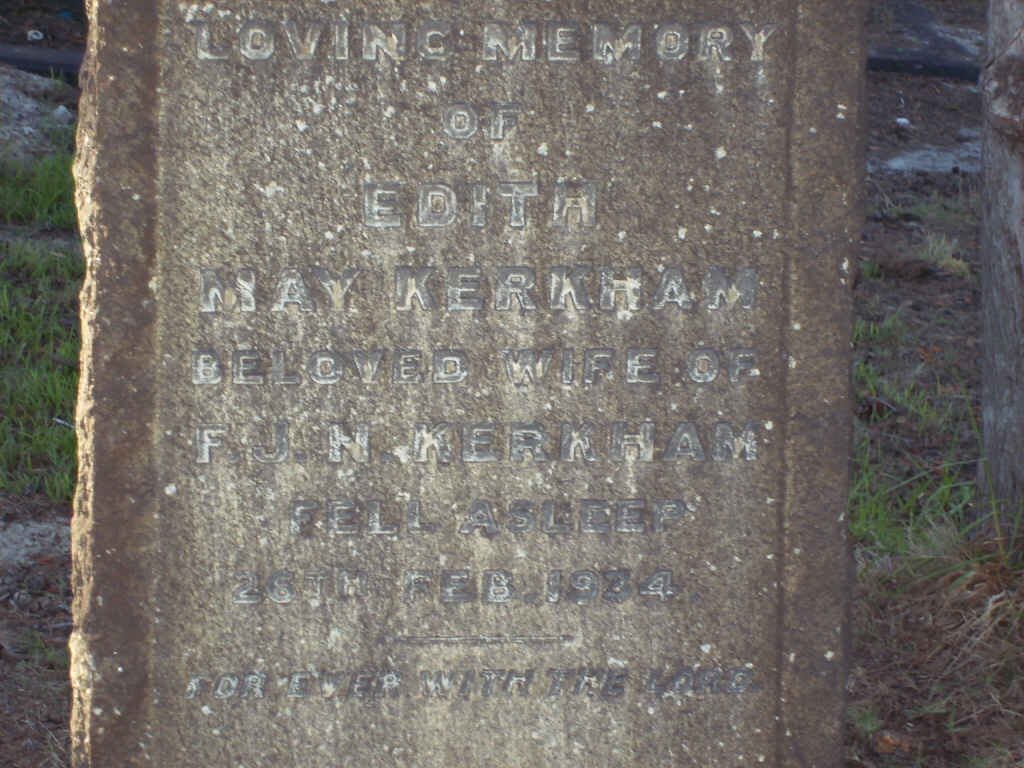 LOVING MEMORY
OF
EDITH
MAY KERKHAM
BELOVED WIFE OF
F. J. N. KERKHAM
FELL ASLEEP
26TH FEB. 1934.
FOR EVER WITH THE LORD.